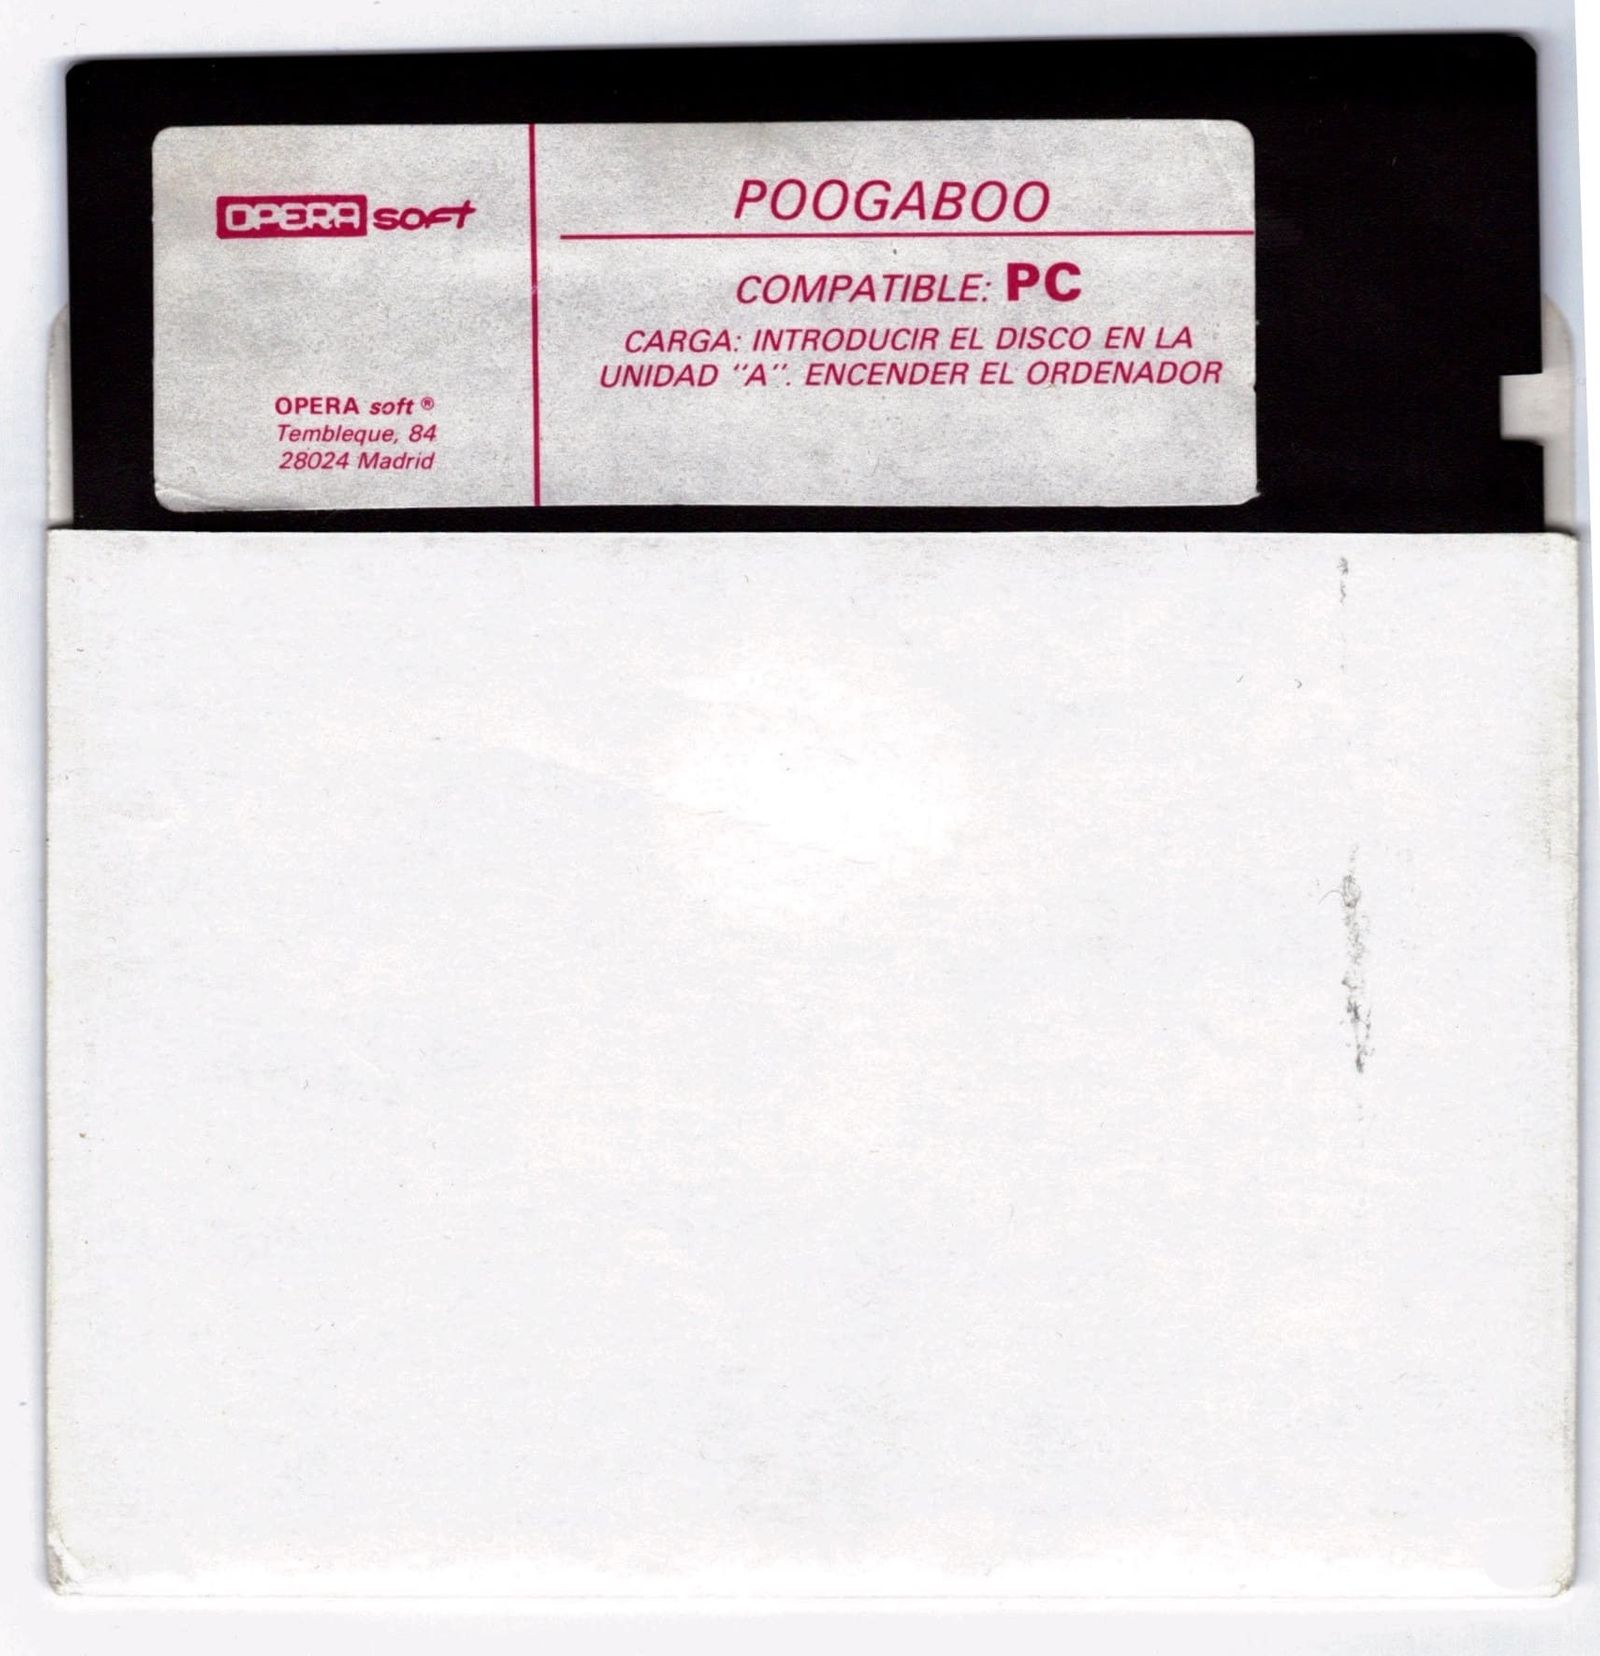 OPERA soft
OPERA soft ®
Tembleque, 84
28024 Madrid
POOGABOO
COMPATIBLE: PC
CARGA: INTRODUCIR EL DISCO EN LA
UNIDAD "A". ENCENDER EL ORDENADOR